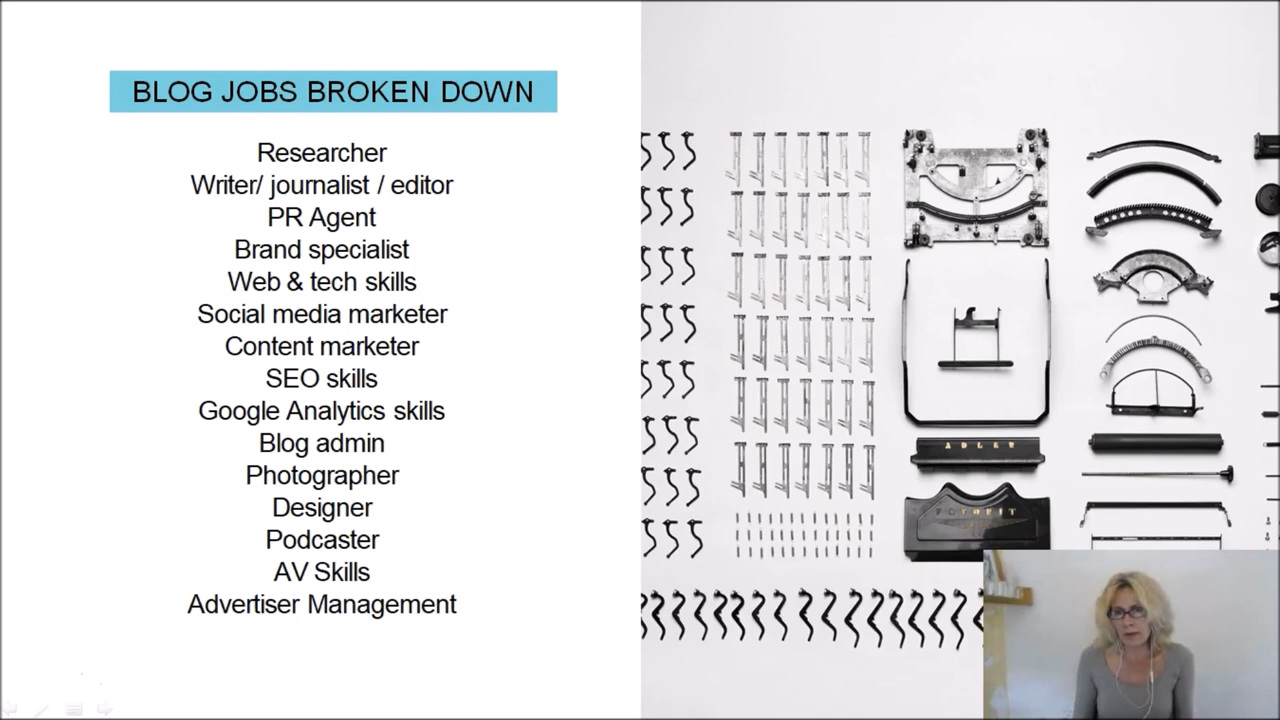 BLOG JOBS BROKEN DOWN
Researcher
Writer/ journalist / editor
PR Agent
Brand specialist
Web & tech skills
Social media marketer
Content marketer
SEO skills
Google Analytics skills
Blog admin
Photographer
Designer
Podcaster
AV Skills
Advertiser Management
ADLER